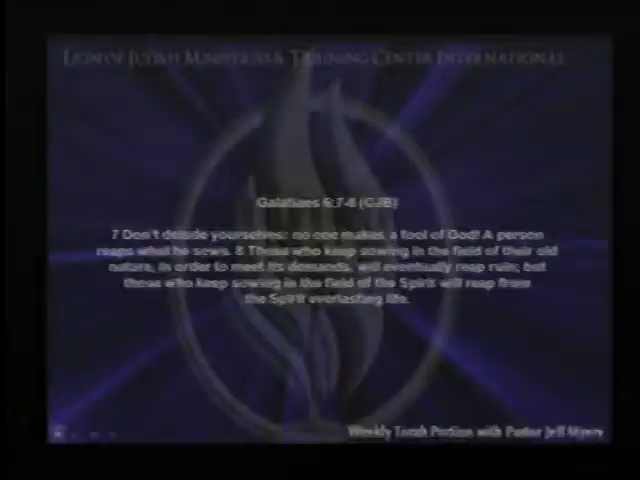 LION OF JUDAH MINISTRIES & TRAINING CENTER INTERNATIONAL
Galatians 6:7-8 (CJB)
7 Don't delude yourselves: no one makes a fool of God! A person
reaps what he sows. 8 Those who keep sowing in the field of their old
nature, in order to meet its demands, will eventually reap ruin; but
those who keep sowing in the field of the Spirit will reap from
the Spirit everlasting life.
Weekly Torah Portion with Pastor Jeff Myers